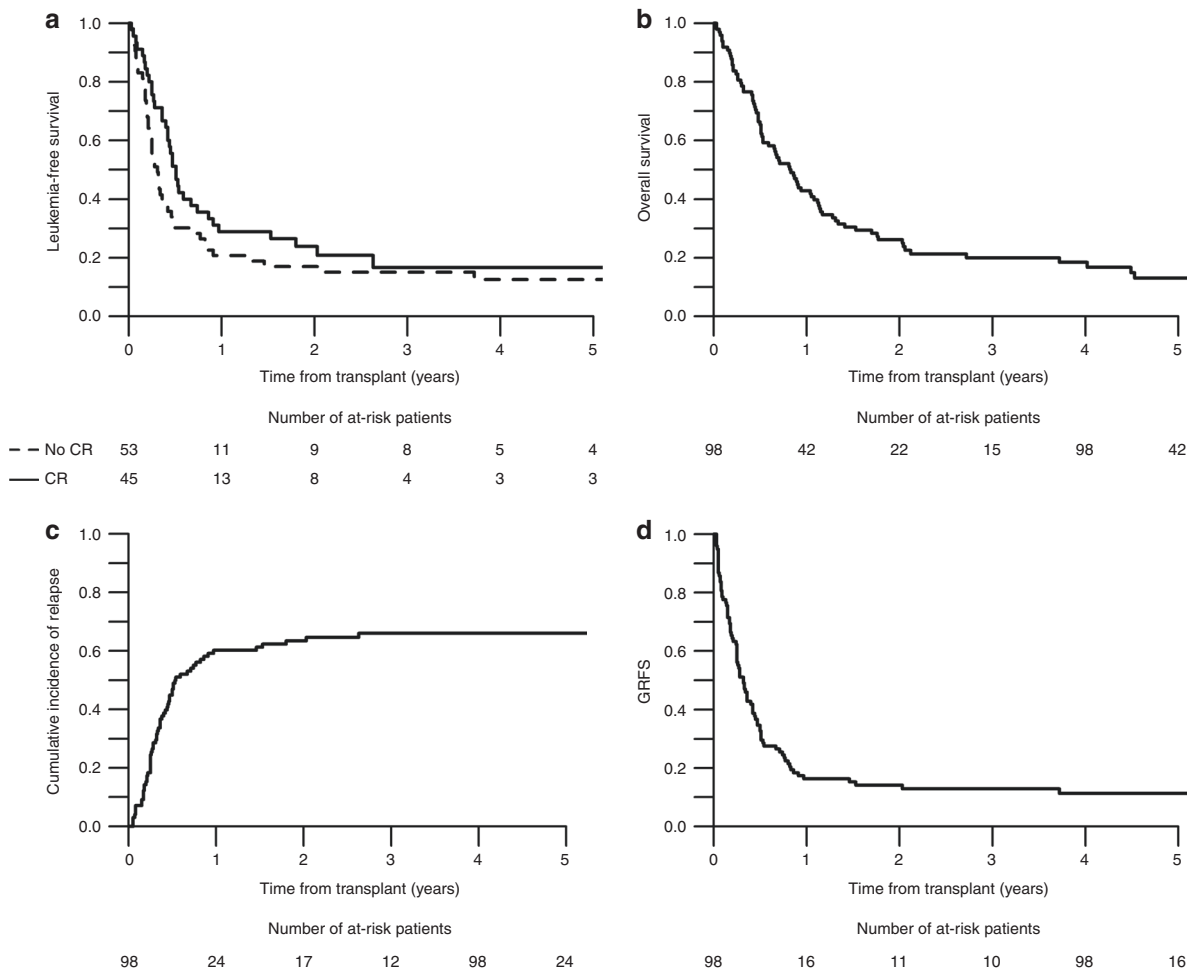 a
1.0
0.8
0.6
0.4
0.2
0.0
Leukemia-free survival
0 1 2 3 4 5
Time from transplant (years)
Number of at-risk patients
No CR 53 11 9 8 5 4
CR 45 13 8 4 3 3
b
1.0
0.8
0.6
0.4
0.2
0.0
Overall survival
0 1 2 3 4 5
Time from transplant (years)
Number of at-risk patients
98 42 22 15 98 42
c
1.0
0.8
0.6
0.4
0.2
0.0
Cumulative incidence of relapse
0 1 2 3 4 5
Time from transplant (years)
Number of at-risk patients
98 24 17 12 98 24
d
1.0
0.8
0.6
0.4
0.2
0.0
GRFS
0 1 2 3 4 5
Time from transplant (years)
Number of at-risk patients
98 16 11 10 98 16